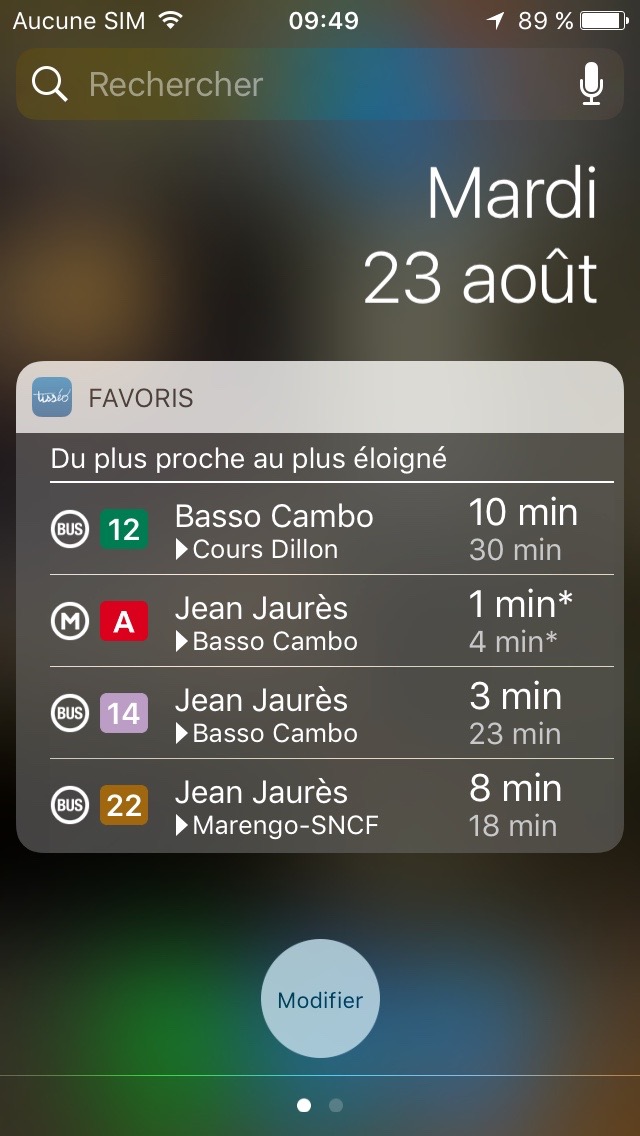 Aucune SIM 09:49 89 %
Rechercher
Mardi
23 août
tisséo FAVORIS
Du plus proche au plus éloigné
BUS 12 Basso Cambo 10 min
Cours Dillon 30 min
M A Jean Jaurès 1 min*
Basso Cambo 4 min*
BUS 14 Jean Jaurès 3 min
Basso Cambo 23 min
BUS 22 Jean Jaurès 8 min
Marengo-SNCF 18 min
Modifier